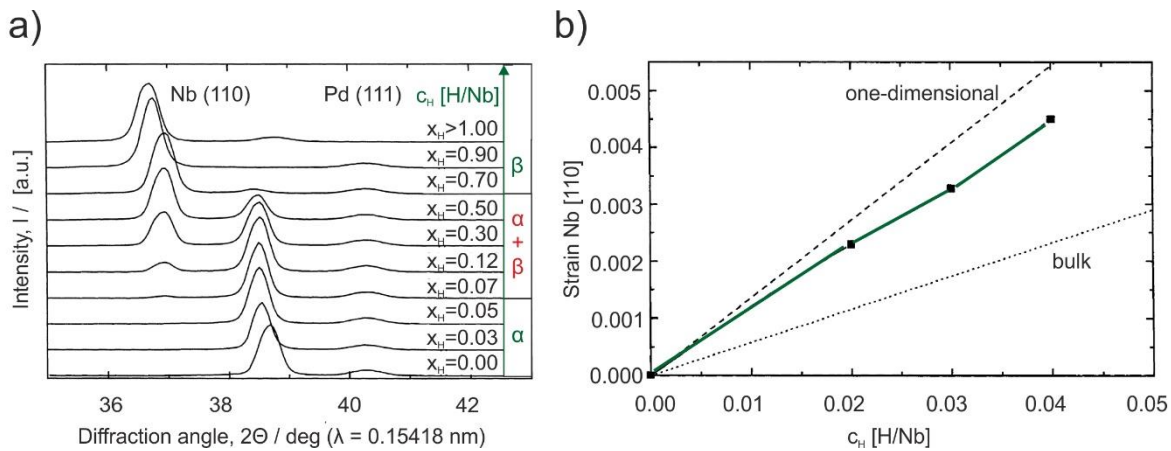 a)
Nb (110)
Pd (111)
c_H [H/Nb]
x_H>1.00
x_H=0.90
x_H=0.70
x_H=0.50
x_H=0.30
x_H=0.12
x_H=0.07
x_H=0.05
x_H=0.03
x_H=0.00
β
α
+
β
α
Intensity, I / [a.u.]
36
38
40
42
Diffraction angle, 2Θ / deg (λ = 0.15418 nm)
b)
0.005
0.006
0.003
0.002
0.001
0.000
Strain Nb [110]
one-dimensional
bulk
0.00
0.01
0.02
0.03
0.04
0.05
c_H [H/Nb]